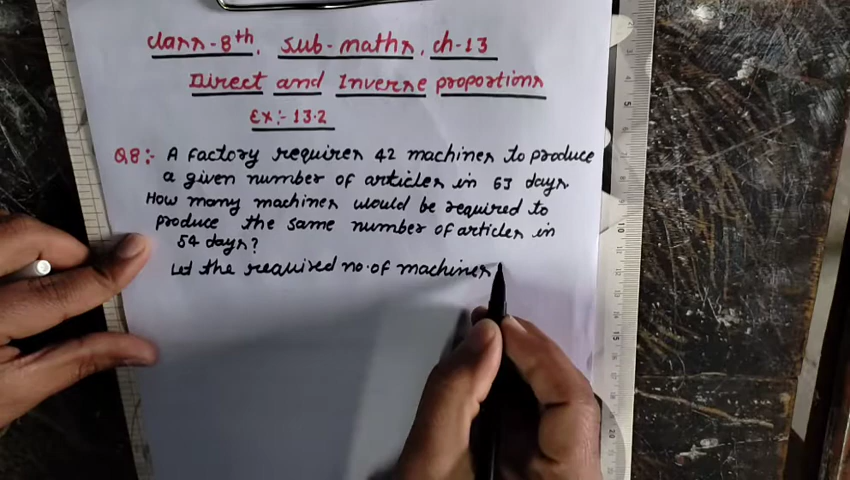 Class-8th, Sub-maths, ch-13
Direct and Inverse proportions
Ex:- 13.2
Q8:- A factory requires 42 machines to produce
a given number of articles in 63 days.
How many machines would be required to
produce the same number of articles in
54 days?
Let the required no. of machines